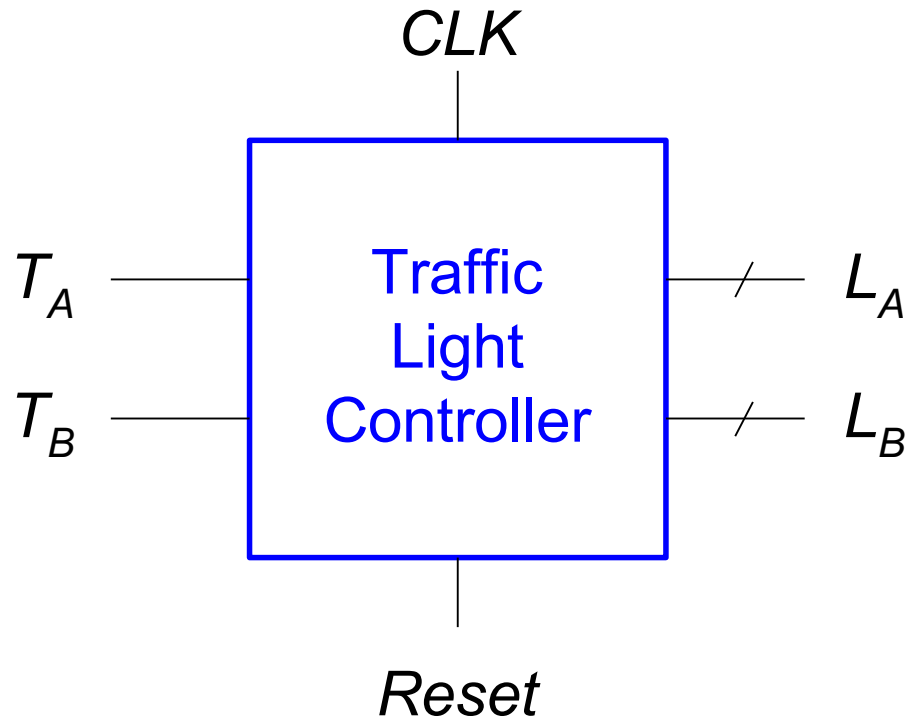 CLK
T_A
Traffic
Light
Controller
L_A
T_B
L_B
Reset